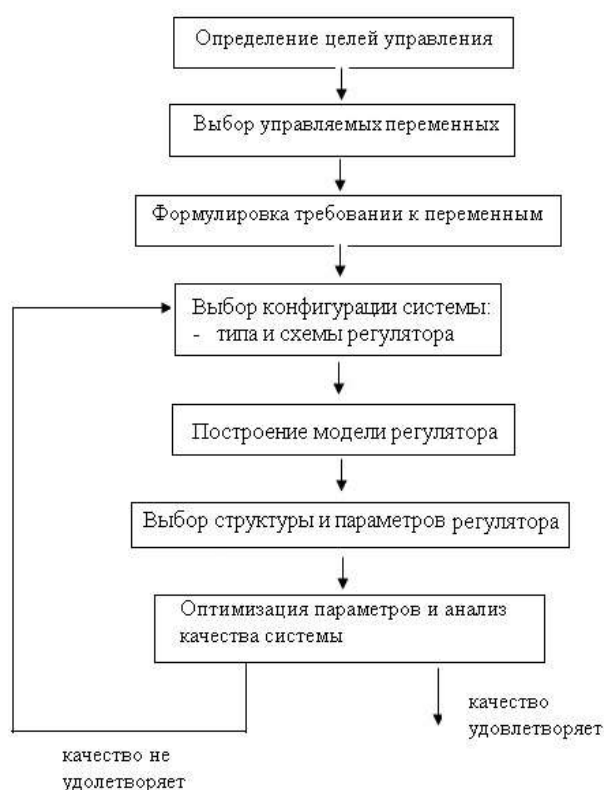 Определение целей управления
Выбор управляемых переменных
Формулировка требовании к переменным
Выбор конфигурации системы:
- типа и схемы регулятора
Построение модели регулятора
Выбор структуры и параметров регулятора
Оптимизация параметров и анализ
качества системы
качество
удовлетворяет
качество не
удолетворяет